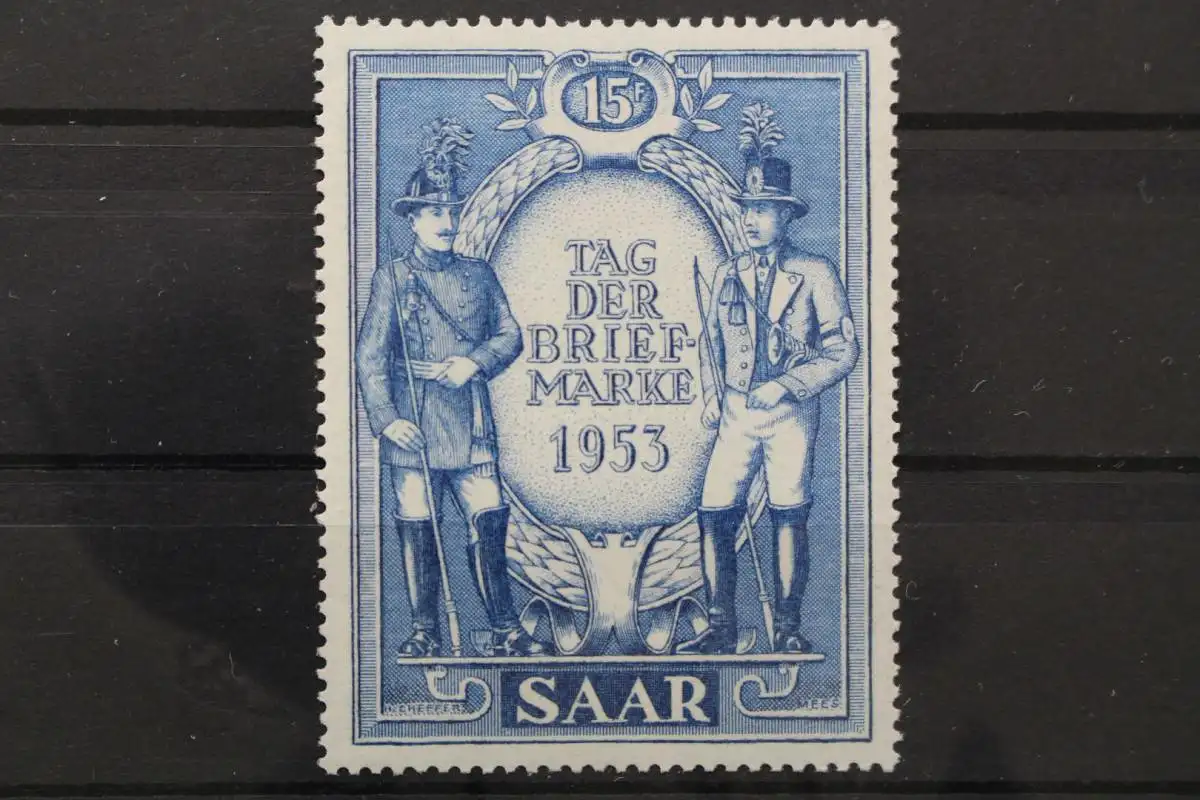 15F
TAG
DER
BRIEF-
MARKE
1953
SAAR
MEES